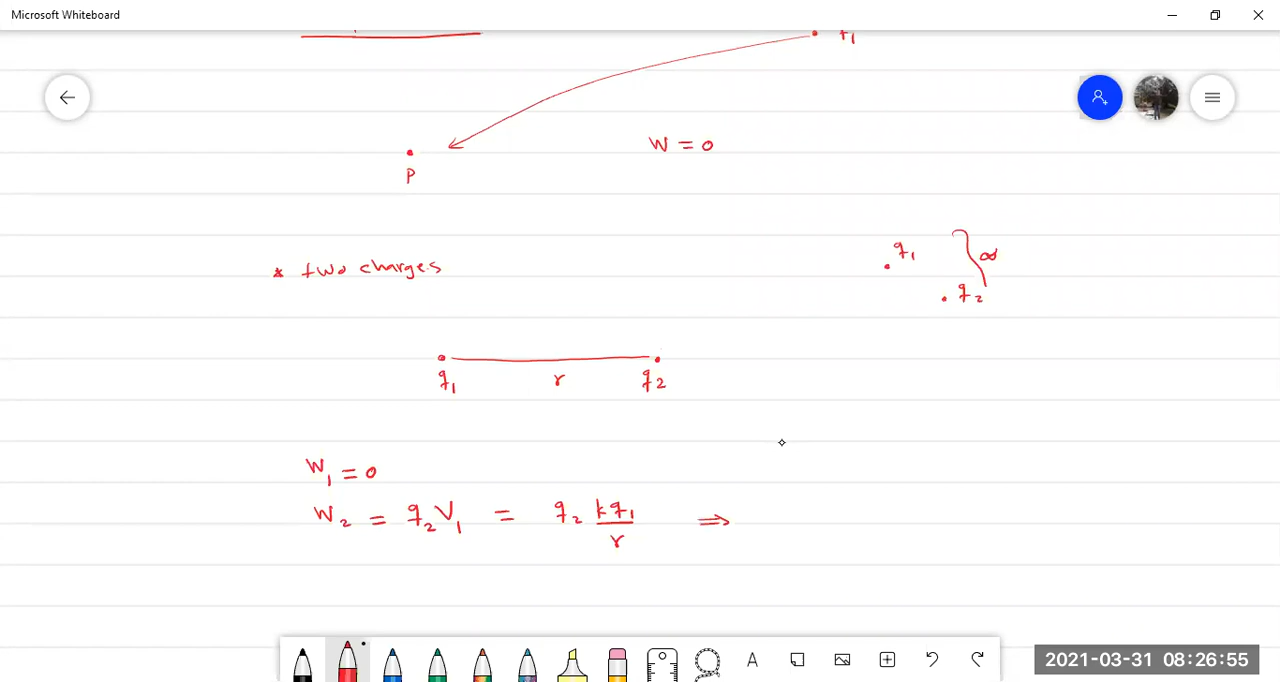 Microsoft Whiteboard
q₁
W = 0
P
* two charges
q₁
∞
q₂
q₁ r q₂
W₁ = 0
W₂ = q₂V₁ = q₂ kq₁/r ⇒
A
2021-03-31 08:26:55